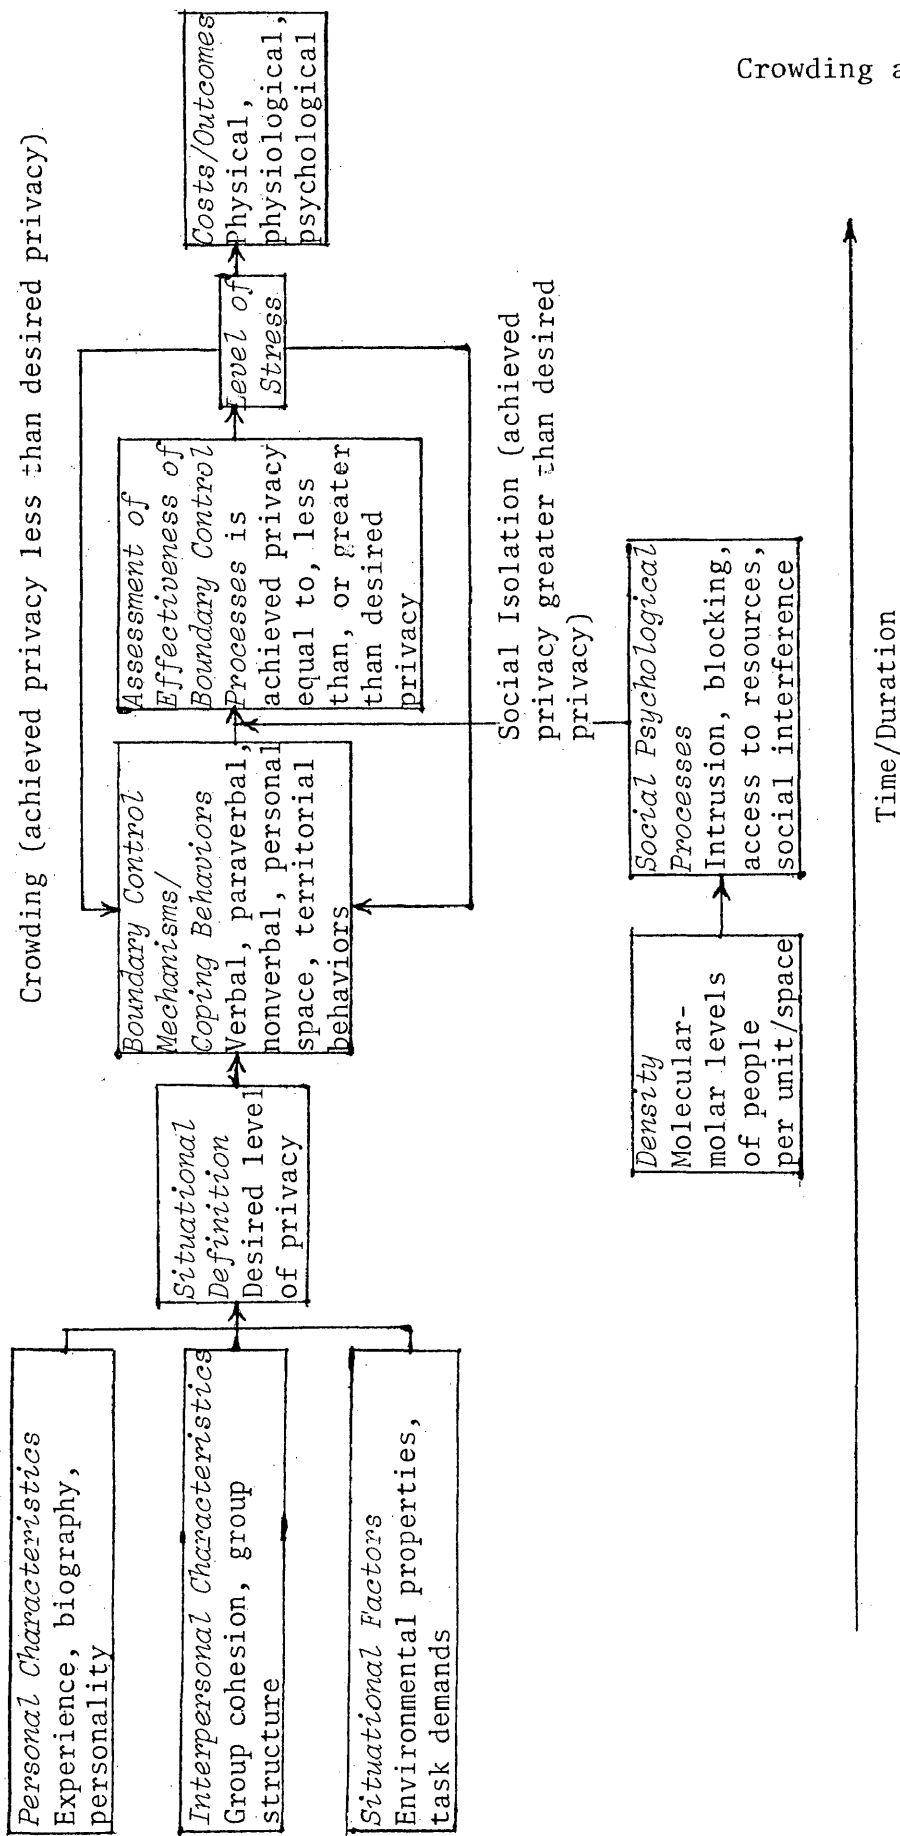 Crowding a
Crowding (achieved privacy less than desired privacy)
Personal Characteristics
Experience, biography,
personality
Interpersonal Characteristics
Group cohesion, group
structure
Situational Factors
Environmental properties,
task demands
Situational
Definition
Desired level
of privacy
Boundary Control
Mechanisms/
Coping Behaviors
Verbal, paraverbal,
nonverbal, personal
space, territorial
behaviors
Assessment of
Effectiveness of
Boundary Control
Processes is
achieved privacy
equal to, less
than, or greater
than desired
privacy
Level of
Stress
Costs/Outcomes
Physical,
physiological,
psychological
Social Isolation (achieved
privacy greater than desired
privacy)
Density
Molecular-
molar levels
of people
per unit/space
Social Psychological
Processes
Intrusion, blocking,
access to resources,
social interference
Time/Duration